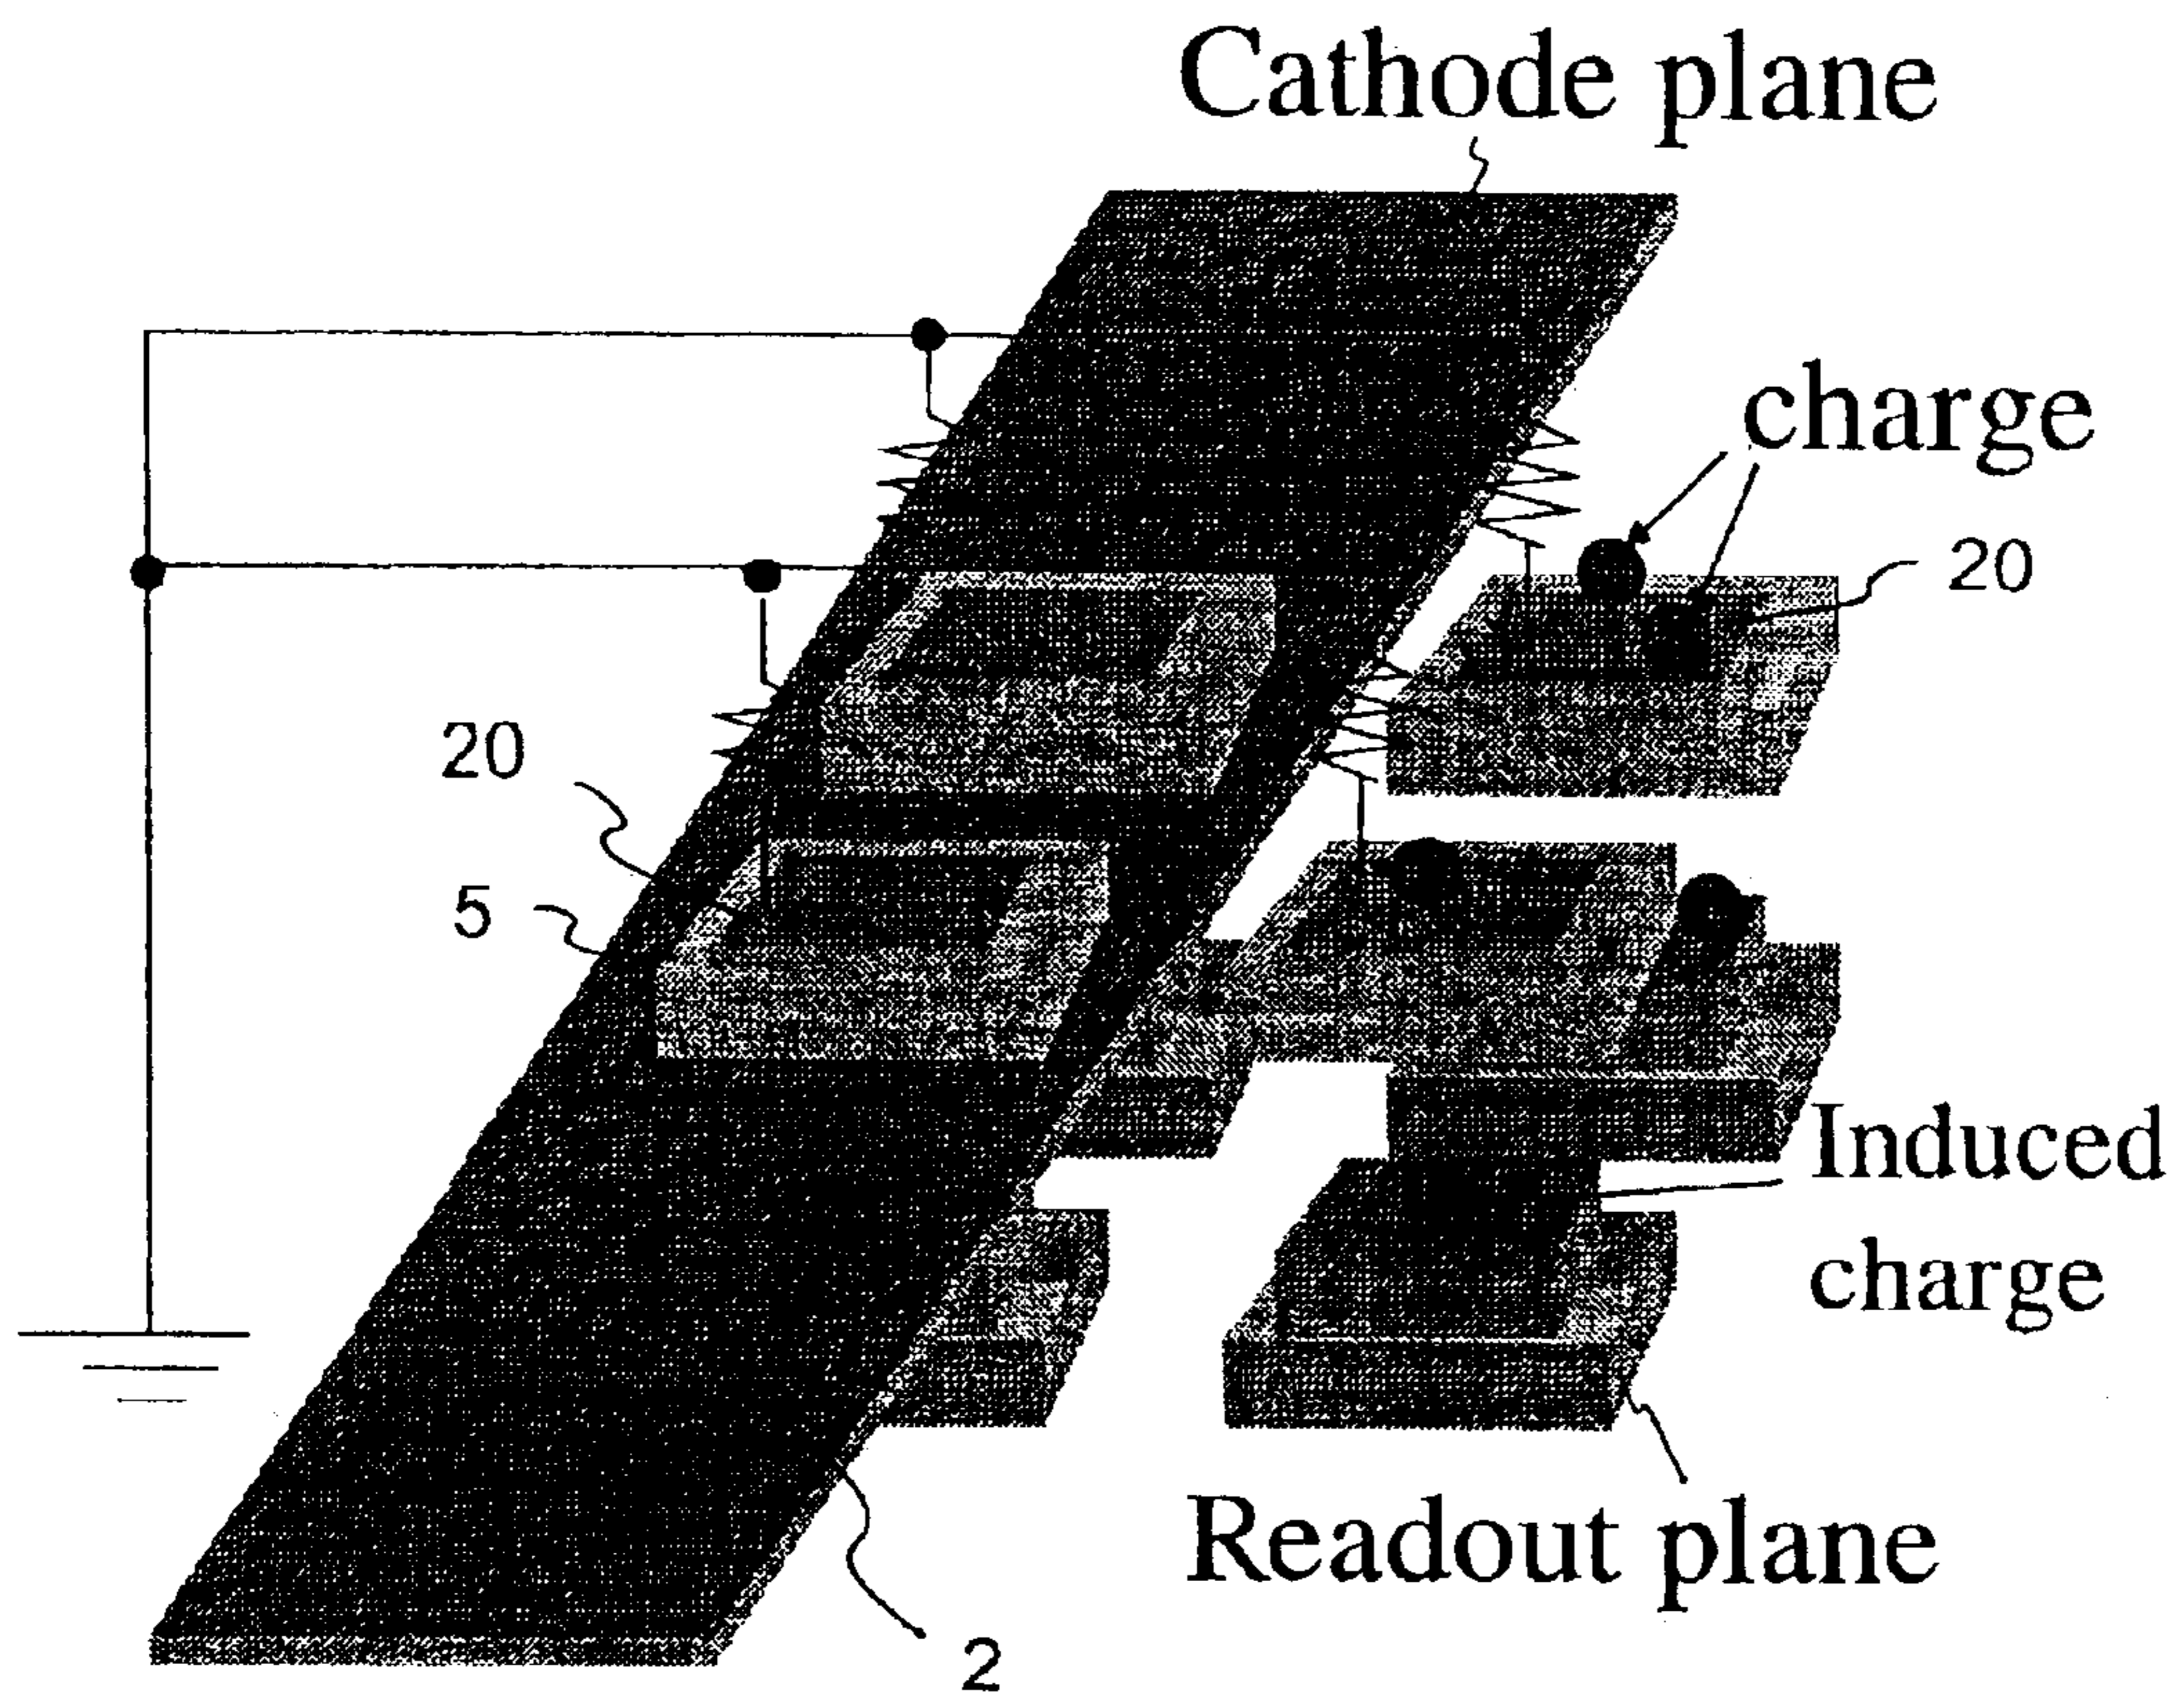 Cathode plane
charge
20
20
5
Induced
charge
Readout plane
2